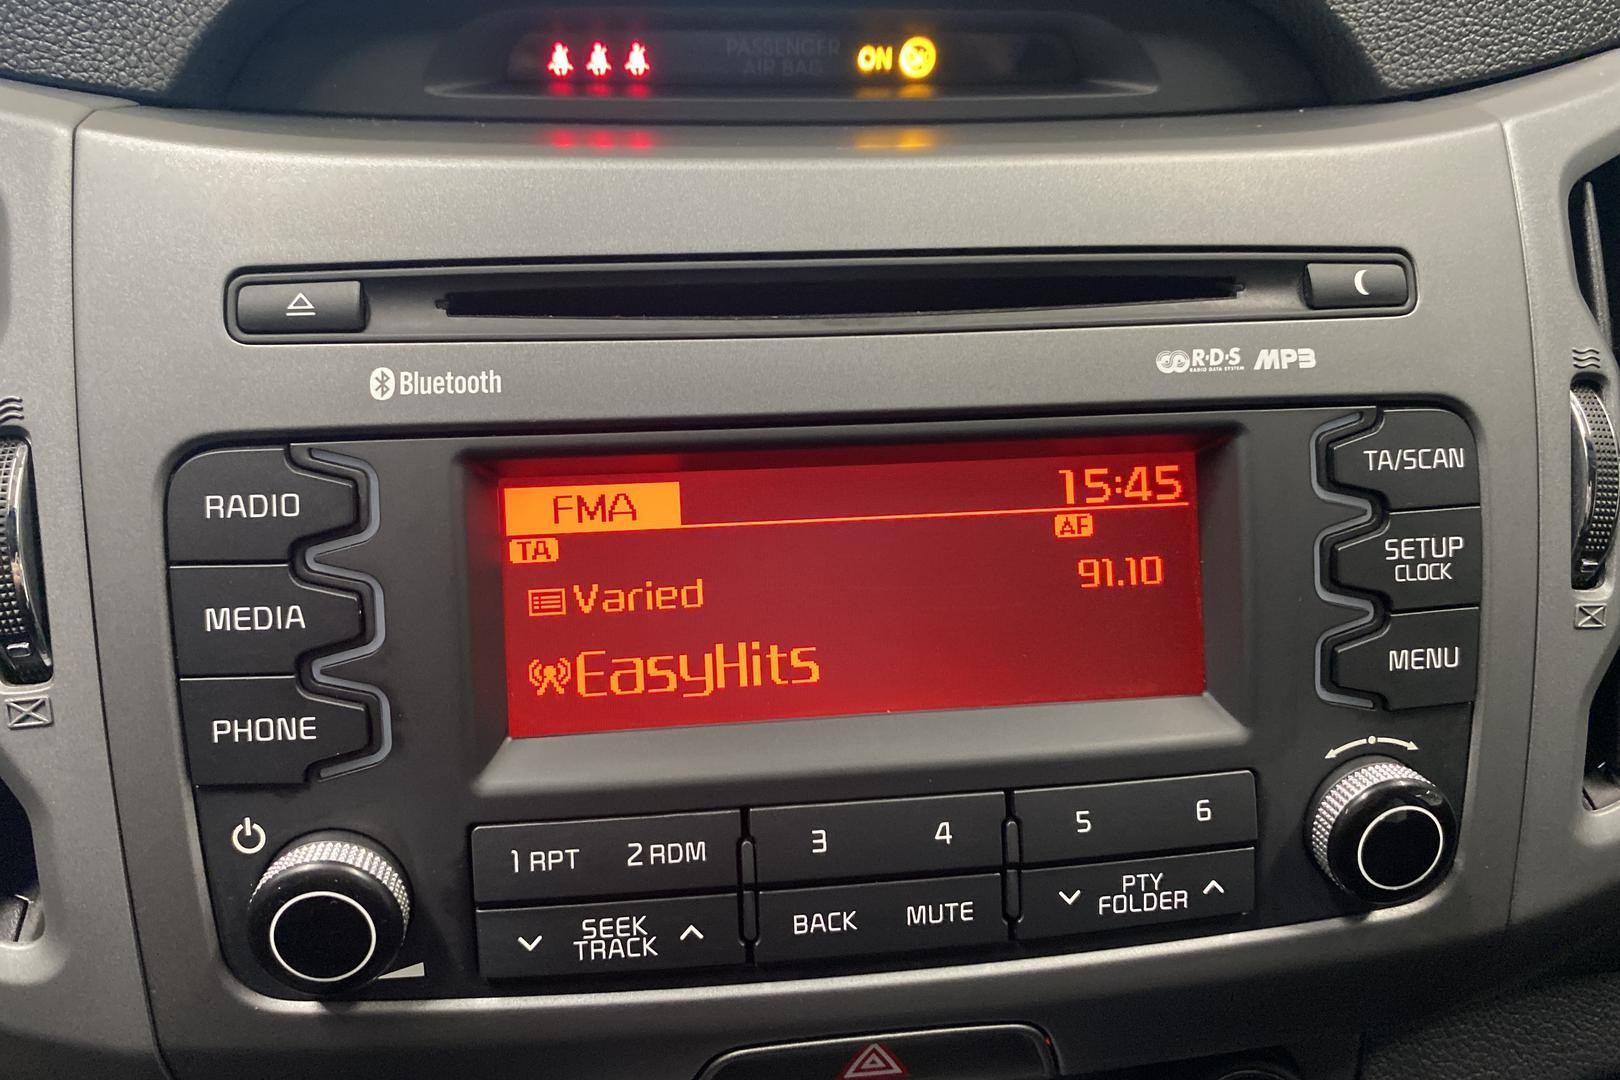 PASSENGER
AIR BAG
ON
Bluetooth
R·D·S
RADIO DATA SYSTEM
MP3
RADIO
MEDIA
PHONE
FMA
15:45
TA
AF
Varied
91.10
EasyHits
TA/SCAN
SETUP
CLOCK
MENU
1 RPT
2 RDM
3
4
5
6
SEEK
TRACK
BACK
MUTE
PTY
FOLDER